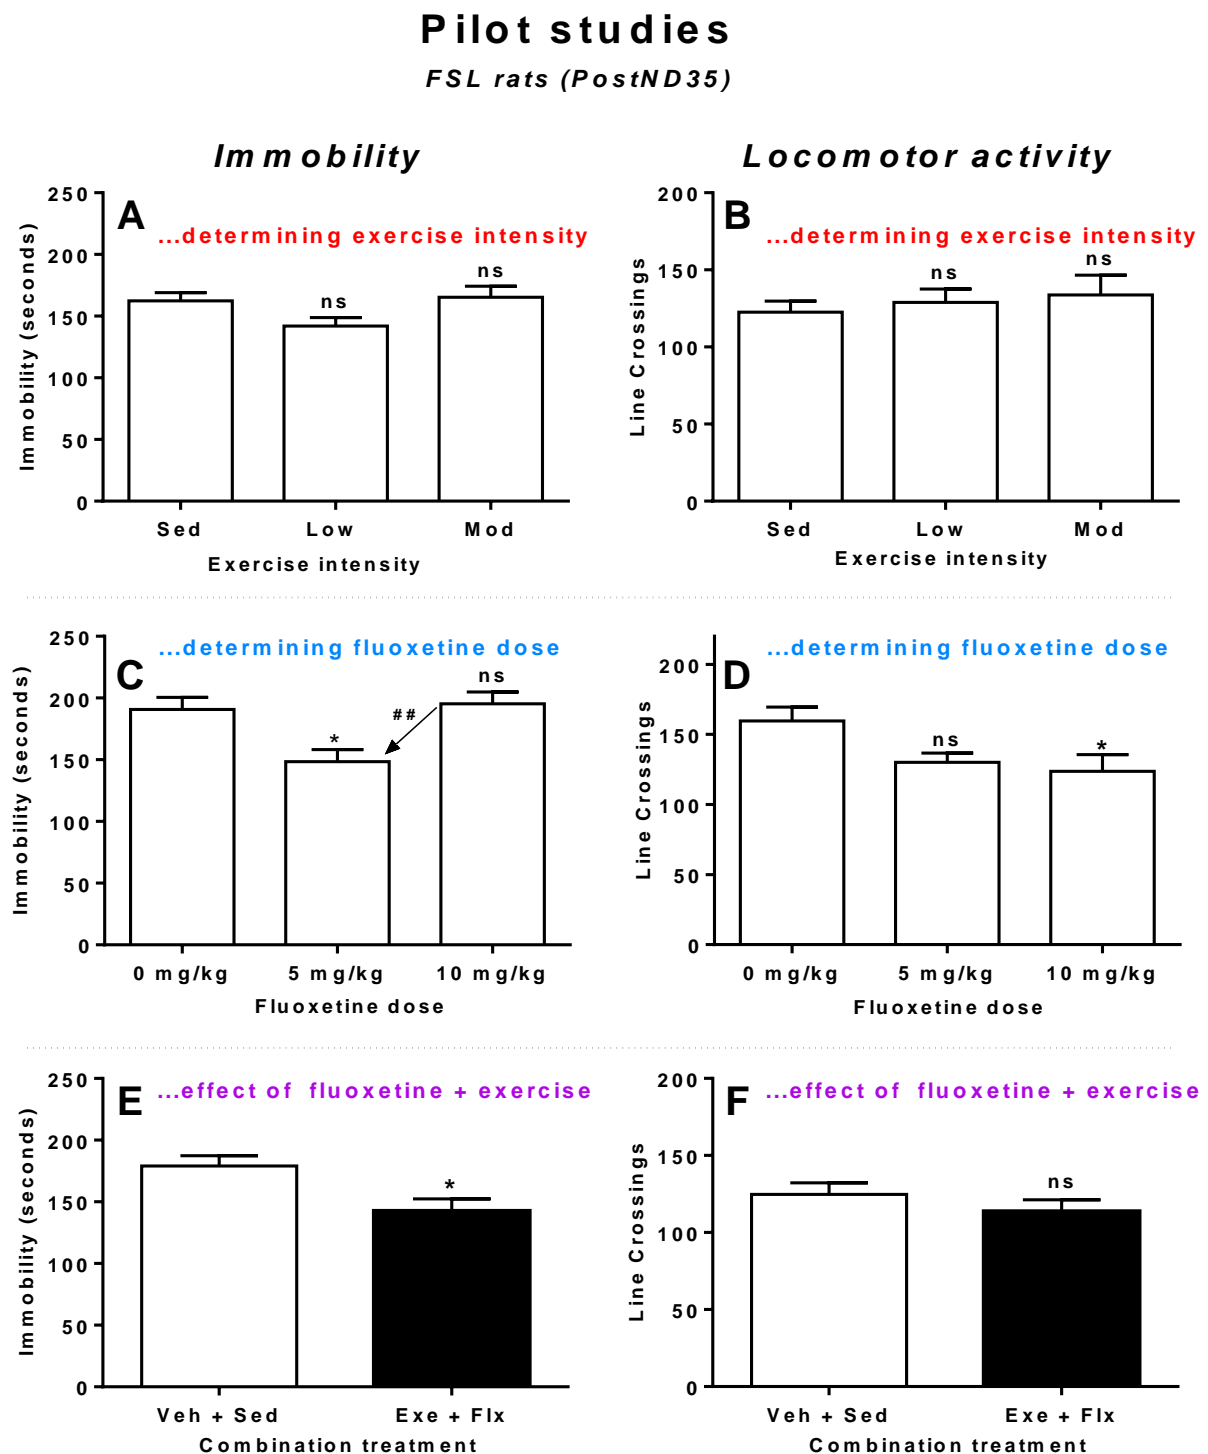 Pilot studies
FSL rats (PostND35)
Immobility
Locomotor activity
A
...determining exercise intensity
Immobility (seconds)
250
200
150
100
50
0
ns
ns
Sed Low Mod
Exercise intensity
B
...determining exercise intensity
Line Crossings
200
150
100
50
0
ns
ns
Sed Low Mod
Exercise intensity
C
...determining fluoxetine dose
Immobility (seconds)
250
200
150
100
50
0
*
##
ns
0 mg/kg 5 mg/kg 10 mg/kg
Fluoxetine dose
D
...determining fluoxetine dose
Line Crossings
200
150
100
50
0
ns
*
0 mg/kg 5 mg/kg 10 mg/kg
Fluoxetine dose
E
...effect of fluoxetine + exercise
Immobility (seconds)
250
200
150
100
50
0
*
Veh + Sed Exe + Flx
Combination treatment
F
...effect of fluoxetine + exercise
Line Crossings
200
150
100
50
0
ns
Veh + Sed Exe + Flx
Combination treatment